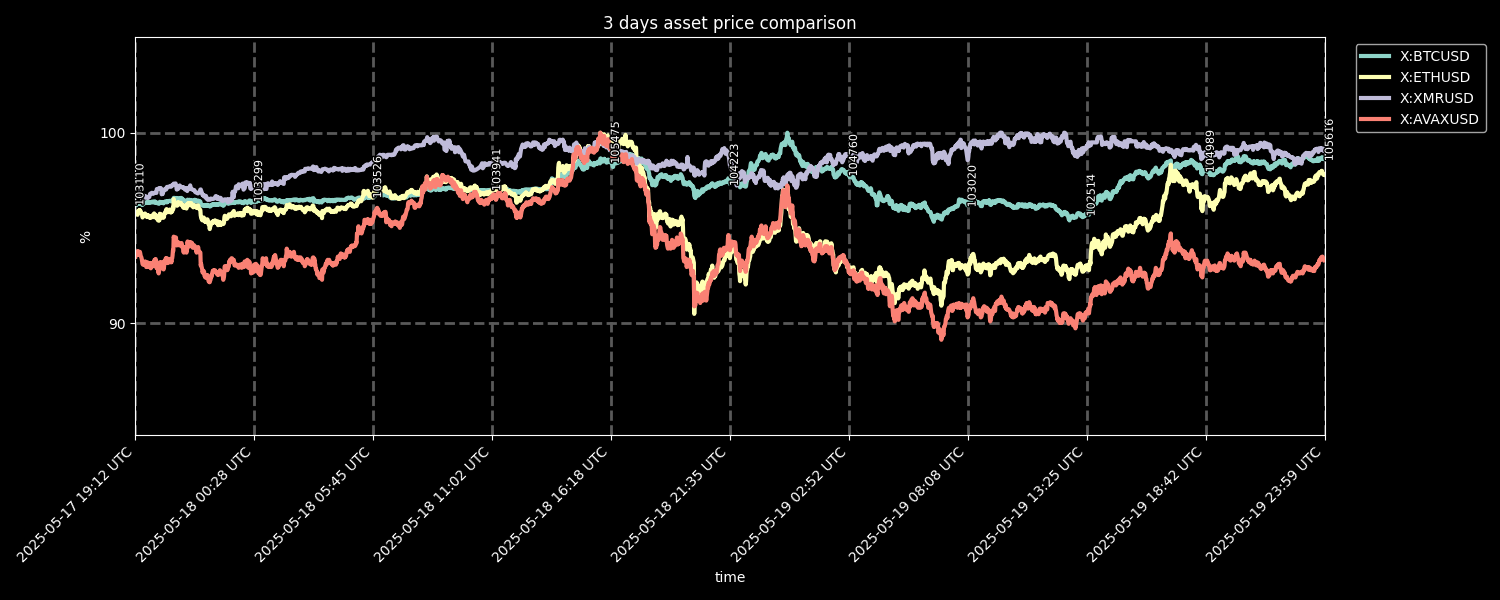 3 days asset price comparison
X:BTCUSD
X:ETHUSD
X:XMRUSD
X:AVAXUSD
100
90
%
103110
103299
103526
103941
105475
104223
104760
103020
102514
104989
105616
2025-05-17 19:12 UTC
2025-05-18 00:28 UTC
2025-05-18 05:45 UTC
2025-05-18 11:02 UTC
2025-05-18 16:18 UTC
2025-05-18 21:35 UTC
2025-05-19 02:52 UTC
2025-05-19 08:08 UTC
2025-05-19 13:25 UTC
2025-05-19 18:42 UTC
2025-05-19 23:59 UTC
time